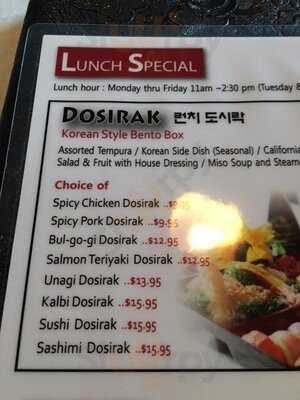 LUNCH SPECIAL
Lunch hour : Monday thru Friday 11am ~2:30 pm (Tuesday
DOSIRAK 런치 도시락
Korean Style Bento Box
Assorted Tempura / Korean Side Dish (Seasonal) / California
Salad & Fruit with House Dressing / Miso Soup and Steam
Choice of
Spicy Chicken Dosirak ..
Spicy Pork Dosirak ..$9.95
Bul-go-gi Dosirak ..$12.95
Salmon Teriyaki Dosirak ..$12.95
Unagi Dosirak ..$13.95
Kalbi Dosirak ..$15.95
Sushi Dosirak ..$15.95
Sashimi Dosirak ..$15.95